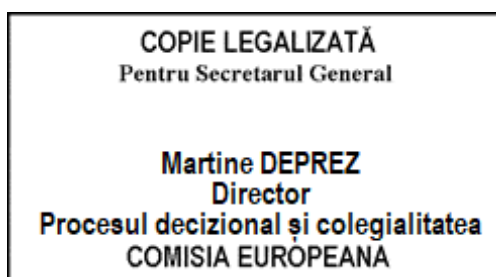 COPIE LEGALIZATĂ
Pentru Secretarul General
Martine DEPREZ
Director
Procesul decizional și colegialitatea
COMISIA EUROPEANA